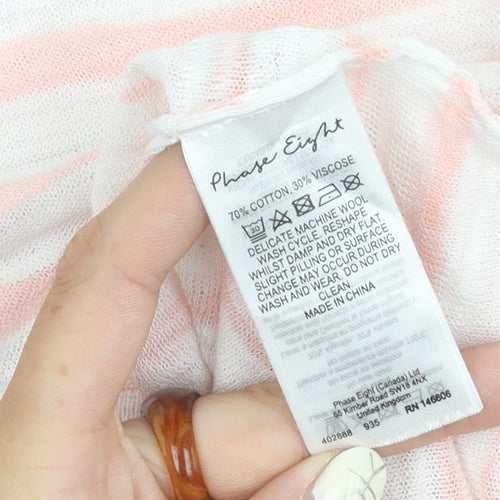 Phase Eight
70% COTTON, 30% VISCOSE
30
DELICATE MACHINE WOOL
WASH CYCLE. RESHAPE
WHILST DAMP AND DRY FLAT.
SLIGHT PILLING OR SURFACE
CHANGE MAY OCCUR DURING
WASH AND WEAR. DO NOT DRY
CLEAN.
MADE IN CHINA
Phase Eight (Canada) Ltd
55 Kimber Road SW18 4NX
United Kingdom
RN 146606
402888 935